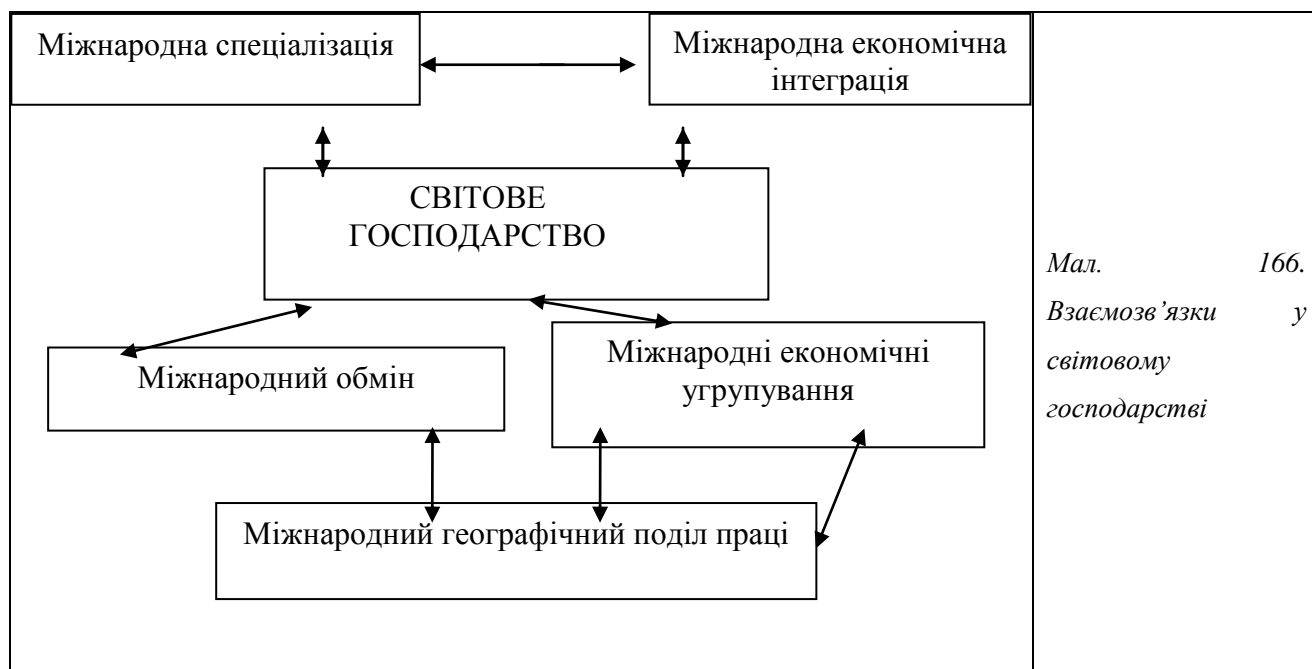 Міжнародна спеціалізація
Міжнародна економічна
інтеграція
СВІТОВЕ
ГОСПОДАРСТВО
Міжнародний обмін
Міжнародні економічні
угрупування
Міжнародний географічний поділ праці
Мал. 166.
Взаємозв’язки у
світовому
господарстві